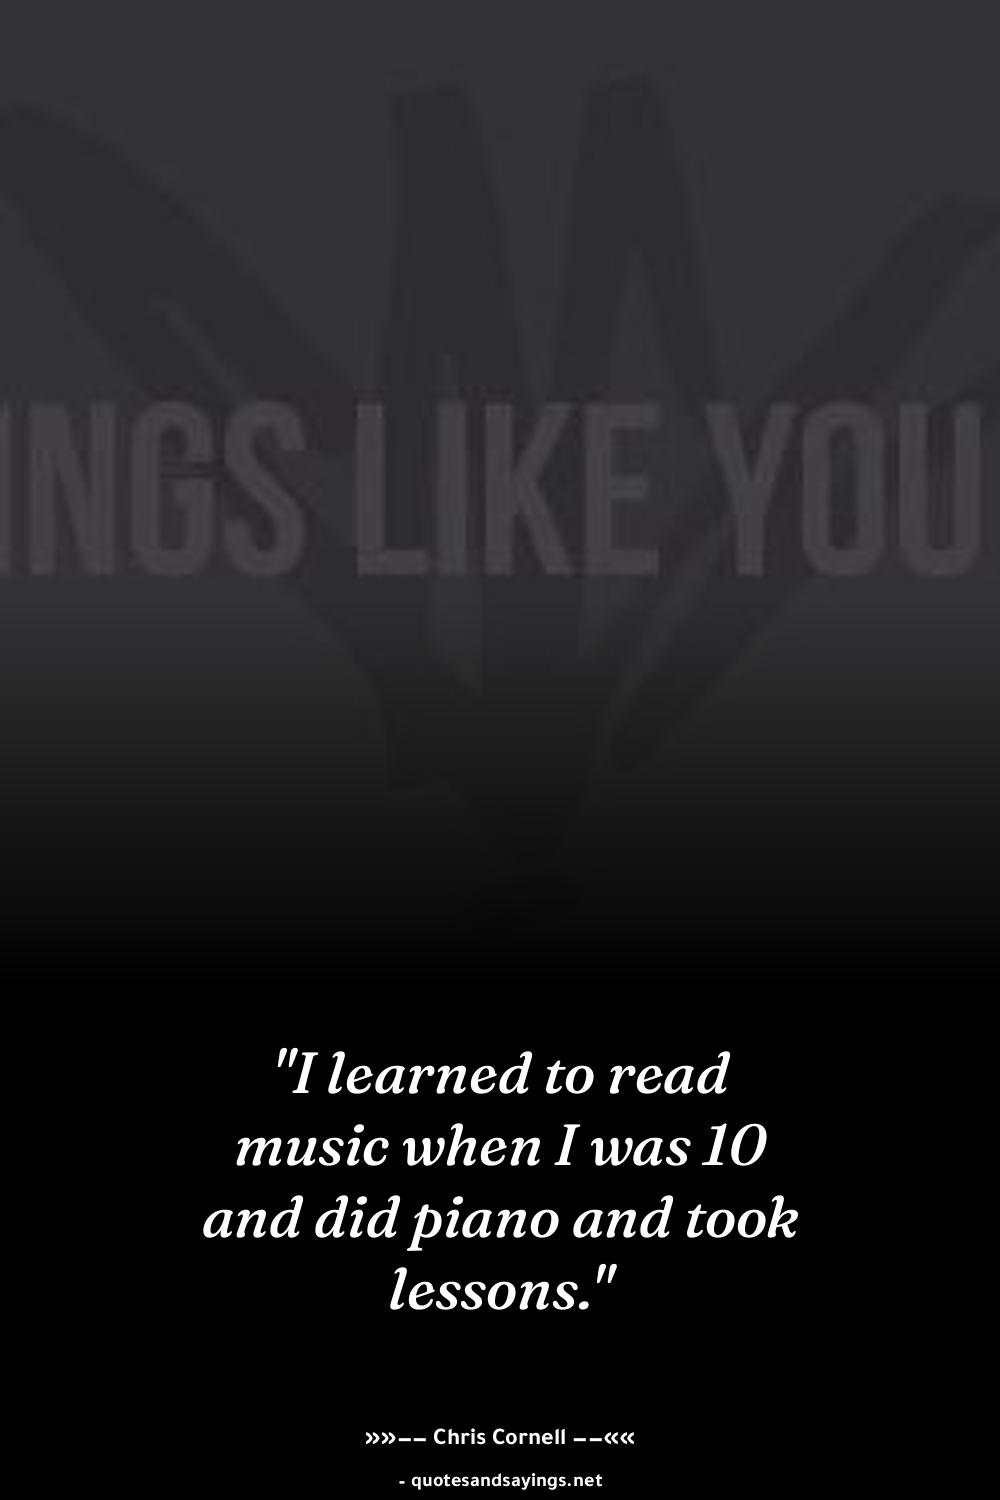 INGS LIKE YOU
"I learned to read
music when I was 10
and did piano and took
lessons."
»»−− Chris Cornell −−««
- quotesandsayings.net